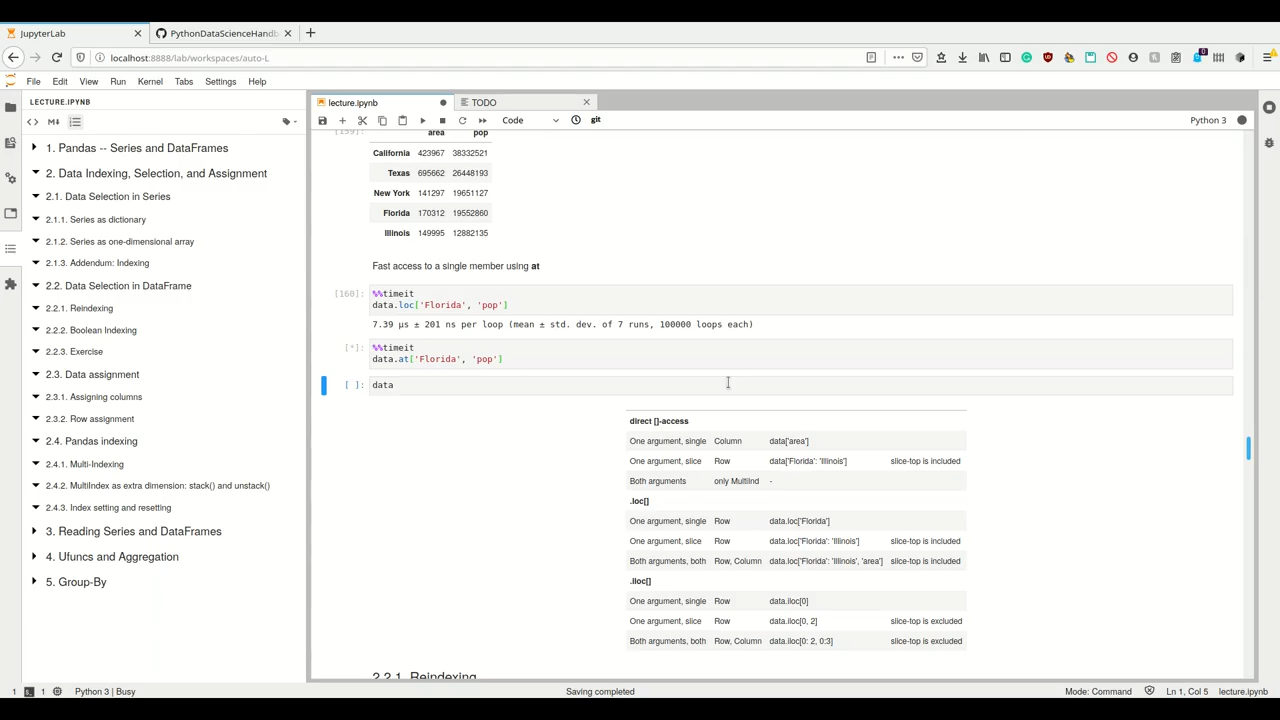 JupyterLab
PythonDataScienceHandb
localhost:8888/lab/workspaces/auto-L
File Edit View Run Kernel Tabs Settings Help
LECTURE.IPYNB
1. Pandas -- Series and DataFrames
2. Data Indexing, Selection, and Assignment
2.1. Data Selection in Series
2.1.1. Series as dictionary
2.1.2. Series as one-dimensional array
2.1.3. Addendum: Indexing
2.2. Data Selection in DataFrame
2.2.1. Reindexing
2.2.2. Boolean Indexing
2.2.3. Exercise
2.3. Data assignment
2.3.1. Assigning columns
2.3.2. Row assignment
2.4. Pandas indexing
2.4.1. Multi-Indexing
2.4.2. MultiIndex as extra dimension: stack() and unstack()
2.4.3. Index setting and resetting
3. Reading Series and DataFrames
4. Ufuncs and Aggregation
5. Group-By
lecture.ipynb
TODO
Code git Python 3
[159]: area pop
California 423967 38332521
Texas 695662 26448193
New York 141297 19651127
Florida 170312 19552860
Illinois 149995 12882135
Fast access to a single member using at
[160]: %%timeit
data.loc['Florida', 'pop']
7.39 µs ± 201 ns per loop (mean ± std. dev. of 7 runs, 100000 loops each)
[*]: %%timeit
data.at['Florida', 'pop']
[ ]: data
direct []-access
One argument, single Column data['area']
One argument, slice Row data['Florida': 'Illinois'] slice-top is included
Both arguments only MultiInd -
.loc[]
One argument, single Row data.loc['Florida']
One argument, slice Row data.loc['Florida': 'Illinois'] slice-top is included
Both arguments, both Row, Column data.loc['Florida': 'Illinois', 'area'] slice-top is included
.iloc[]
One argument, single Row data.iloc[0]
One argument, slice Row data.iloc[0, 2] slice-top is excluded
Both arguments, both Row, Column data.iloc[0: 2, 0:3] slice-top is excluded
2.2.1. Reindexing
1 1 Python 3 | Busy Saving completed Mode: Command Ln 1, Col 5 lecture.ipynb